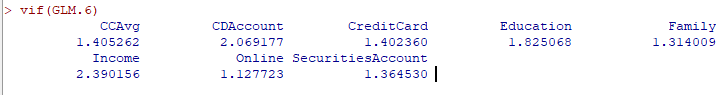 > vif(GLM.6)
CCAvg CDAccount CreditCard Education Family
1.405262 2.069177 1.402360 1.825068 1.314009
Income Online SecuritiesAccount
2.390156 1.127723 1.364530